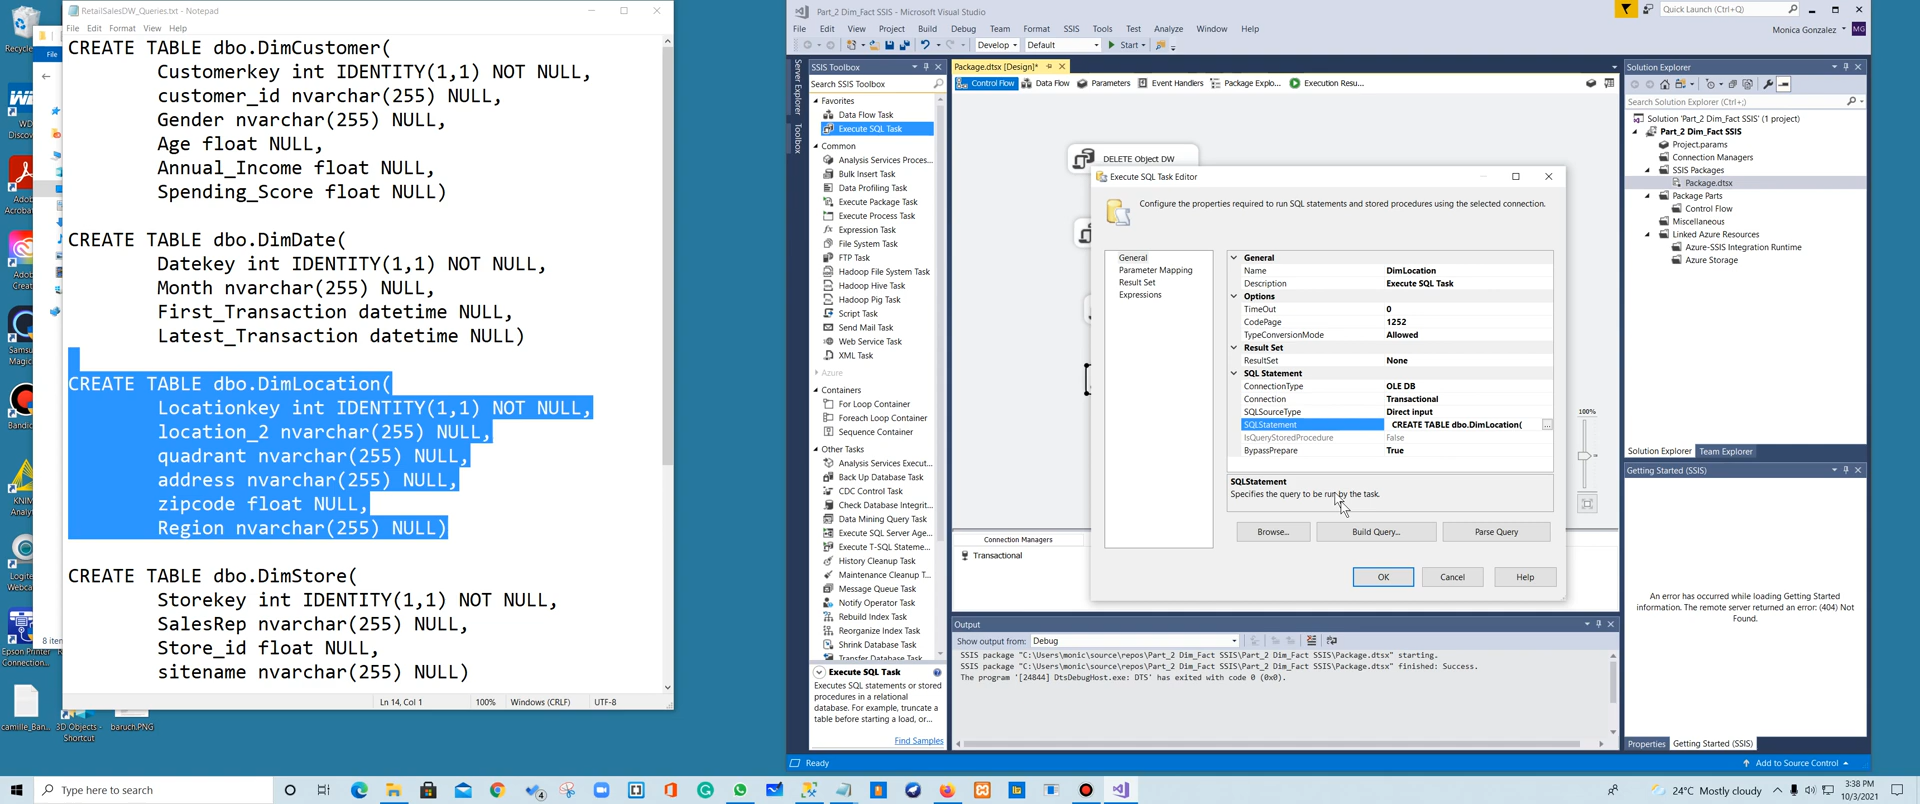 RetailSalesDW_Queries.txt - Notepad
File Edit Format View Help
CREATE TABLE dbo.DimCustomer(
Customerkey int IDENTITY(1,1) NOT NULL,
customer_id nvarchar(255) NULL,
Gender nvarchar(255) NULL,
Age float NULL,
Annual_Income float NULL,
Spending_Score float NULL)
CREATE TABLE dbo.DimDate(
Datekey int IDENTITY(1,1) NOT NULL,
Month nvarchar(255) NULL,
First_Transaction datetime NULL,
Latest_Transaction datetime NULL)
CREATE TABLE dbo.DimLocation(
Locationkey int IDENTITY(1,1) NOT NULL,
location_2 nvarchar(255) NULL,
quadrant nvarchar(255) NULL,
address nvarchar(255) NULL,
zipcode float NULL,
Region nvarchar(255) NULL)
CREATE TABLE dbo.DimStore(
Storekey int IDENTITY(1,1) NOT NULL,
SalesRep nvarchar(255) NULL,
Store_id float NULL,
sitename nvarchar(255) NULL)
Ln 14, Col 1 100% Windows (CRLF) UTF-8
File
8 iten
camille_Ban...
3D Objects -
Shortcut
baruch.PNG
Part_2 Dim_Fact SSIS - Microsoft Visual Studio
Quick Launch (Ctrl+Q)
File Edit View Project Build Debug Team Format SSIS Tools Test Analyze Window Help
Monica Gonzalez MG
Develop Default Start
Server Explorer
Toolbox
SSIS Toolbox
Search SSIS Toolbox
Favorites
Data Flow Task
Execute SQL Task
Common
Analysis Services Proce...
Bulk Insert Task
Data Profiling Task
Execute Package Task
Execute Process Task
Expression Task
File System Task
FTP Task
Hadoop File System Task
Hadoop Hive Task
Hadoop Pig Task
Script Task
Send Mail Task
Web Service Task
XML Task
Azure
Containers
For Loop Container
Foreach Loop Container
Sequence Container
Other Tasks
Analysis Services Execut...
Back Up Database Task
CDC Control Task
Check Database Integrit...
Data Mining Query Task
Execute SQL Server Age...
Execute T-SQL Stateme...
History Cleanup Task
Maintenance Cleanup T...
Message Queue Task
Notify Operator Task
Rebuild Index Task
Reorganize Index Task
Shrink Database Task
Transfer Database Task
Execute SQL Task
Executes SQL statements or stored
procedures in a relational
database. For example, truncate a
table before starting a load, or...
Find Samples
Package.dtsx [Design]*
Control Flow Data Flow Parameters Event Handlers Package Explo... Execution Resu...
DELETE Object DW
Execute SQL Task Editor
Configure the properties required to run SQL statements and stored procedures using the selected connection.
General
Parameter Mapping
Result Set
Expressions
General
Name DimLocation
Description Execute SQL Task
Options
TimeOut 0
CodePage 1252
TypeConversionMode Allowed
Result Set
ResultSet None
SQL Statement
ConnectionType OLE DB
Connection Transactional
SQLSourceType Direct input
SQLStatement CREATE TABLE dbo.DimLocation( ...
IsQueryStoredProcedure False
BypassPrepare True
SQLStatement
Specifies the query to be run by the task.
Browse... Build Query... Parse Query
OK Cancel Help
100%
Connection Managers
Transactional
Output
Show output from: Debug
SSIS package "C:\Users\monic\source\repos\Part_2 Dim_Fact SSIS\Part_2 Dim_Fact SSIS\Package.dtsx" starting.
SSIS package "C:\Users\monic\source\repos\Part_2 Dim_Fact SSIS\Part_2 Dim_Fact SSIS\Package.dtsx" finished: Success.
The program '[24844] DtsDebugHost.exe: DTS' has exited with code 0 (0x0).
Solution Explorer
Search Solution Explorer (Ctrl+;)
Solution 'Part_2 Dim_Fact SSIS' (1 project)
Part_2 Dim_Fact SSIS
Project.params
Connection Managers
SSIS Packages
Package.dtsx
Package Parts
Control Flow
Miscellaneous
Linked Azure Resources
Azure-SSIS Integration Runtime
Azure Storage
Solution Explorer Team Explorer
Getting Started (SSIS)
An error has occurred while loading Getting Started
information. The remote server returned an error: (404) Not
Found.
Properties Getting Started (SSIS)
Ready
Add to Source Control
Type here to search
24°C Mostly cloudy
3:38 PM
10/3/2021